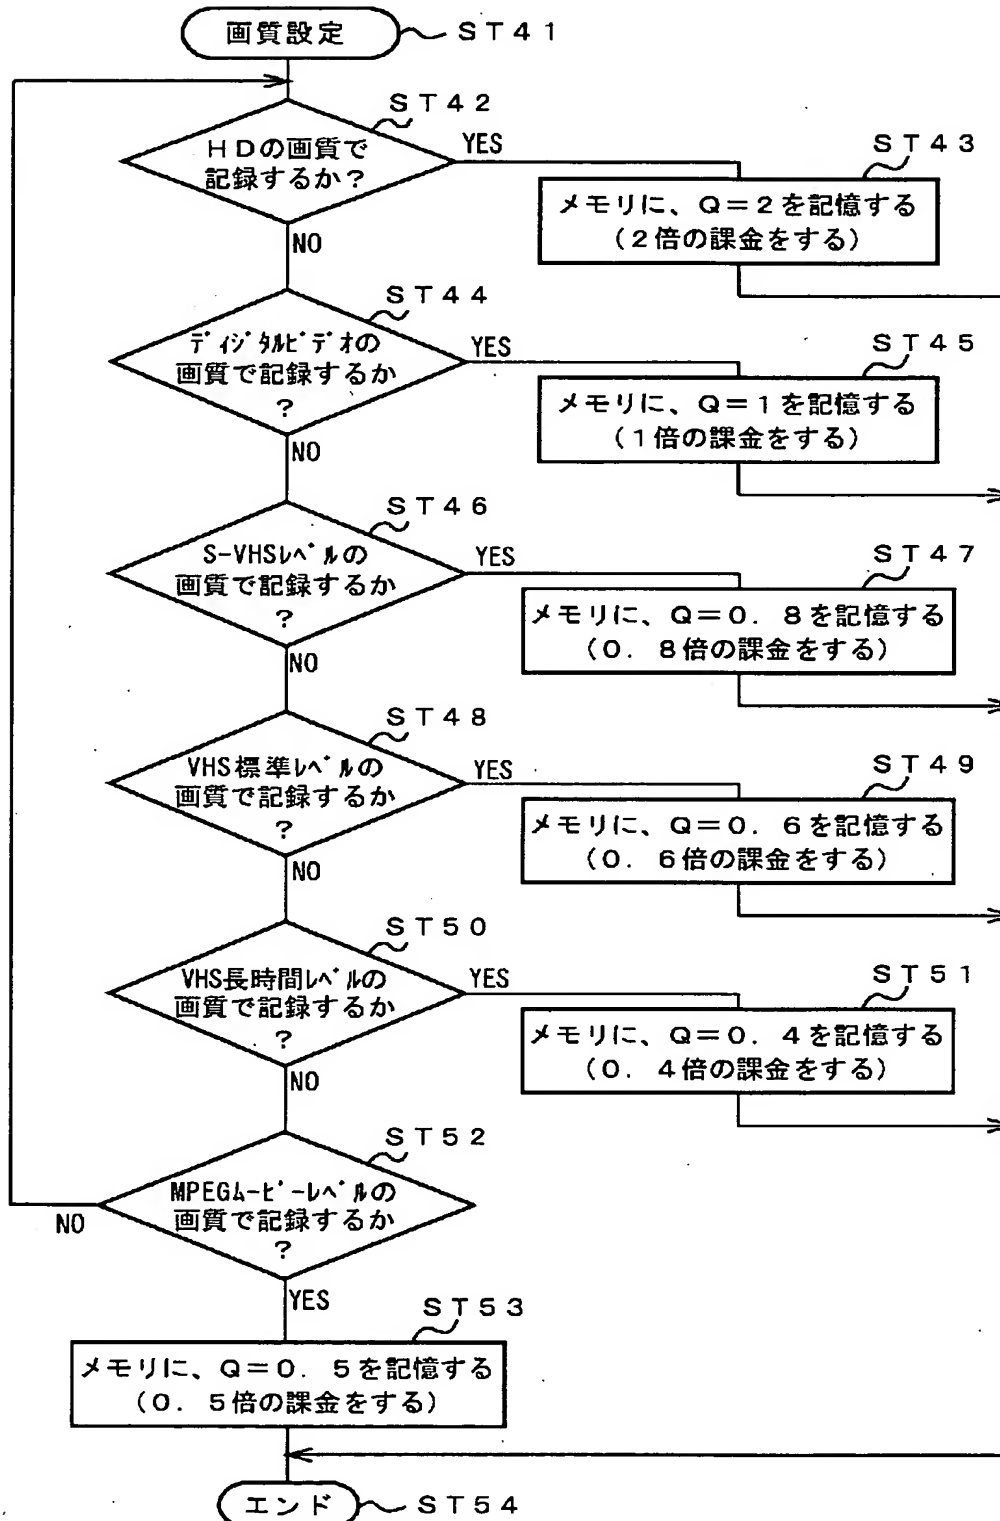 画質設定
ST41
ST42
HDの画質で
記録するか?
YES
NO
ST43
メモリに、Q=2を記憶する
(2倍の課金をする)
ST44
ディジタルビデオの
画質で記録するか
?
YES
NO
ST45
メモリに、Q=1を記憶する
(1倍の課金をする)
ST46
S-VHSレベルの
画質で記録するか
?
YES
NO
ST47
メモリに、Q=0.8を記憶する
(0.8倍の課金をする)
ST48
VHS標準レベルの
画質で記録するか
?
YES
NO
ST49
メモリに、Q=0.6を記憶する
(0.6倍の課金をする)
ST50
VHS長時間レベルの
画質で記録するか
?
YES
NO
ST51
メモリに、Q=0.4を記憶する
(0.4倍の課金をする)
ST52
MPEGムービーレベルの
画質で記録するか
?
NO
YES
ST53
メモリに、Q=0.5を記憶する
(0.5倍の課金をする)
エンド
ST54